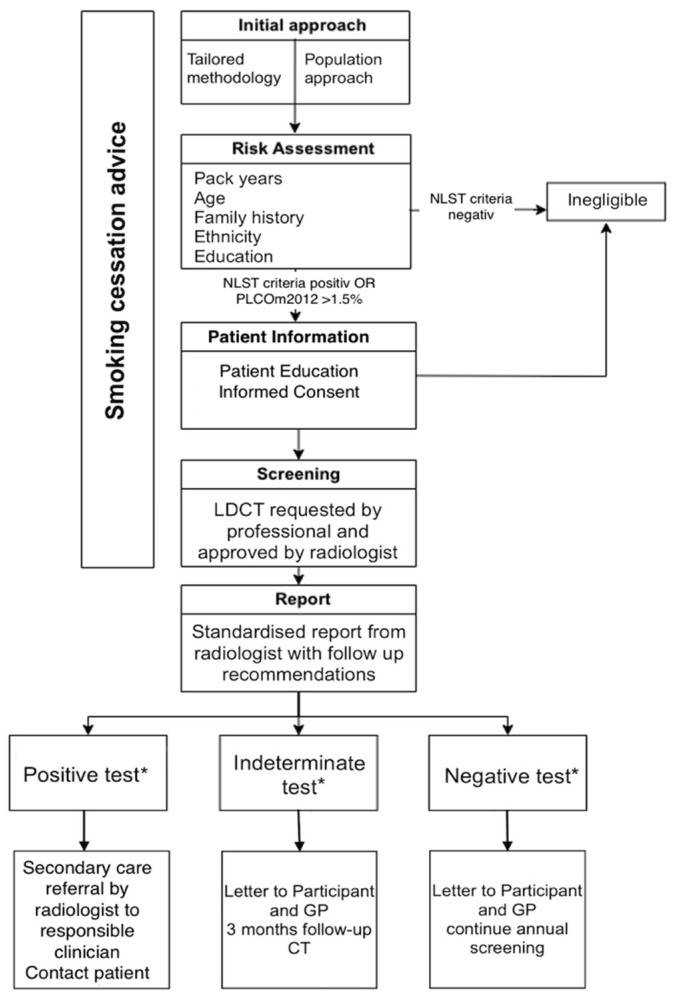 Smoking cessation advice
Initial approach
Tailored
methodology
Population
approach
Risk Assessment
Pack years
Age
Family history
Ethnicity
Education
NLST criteria
negativ
Inegligible
NLST criteria positiv OR
PLCOm2012 >1.5%
Patient Information
Patient Education
Informed Consent
Screening
LDCT requested by
professional and
approved by radiologist
Report
Standardised report from
radiologist with follow up
recommendations
Positive test*
Indeterminate
test*
Negative test*
Secondary care
referral by
radiologist to
responsible
clinician
Contact patient
Letter to Participant
and GP
3 months follow-up
CT
Letter to Participant
and GP
continue annual
screening